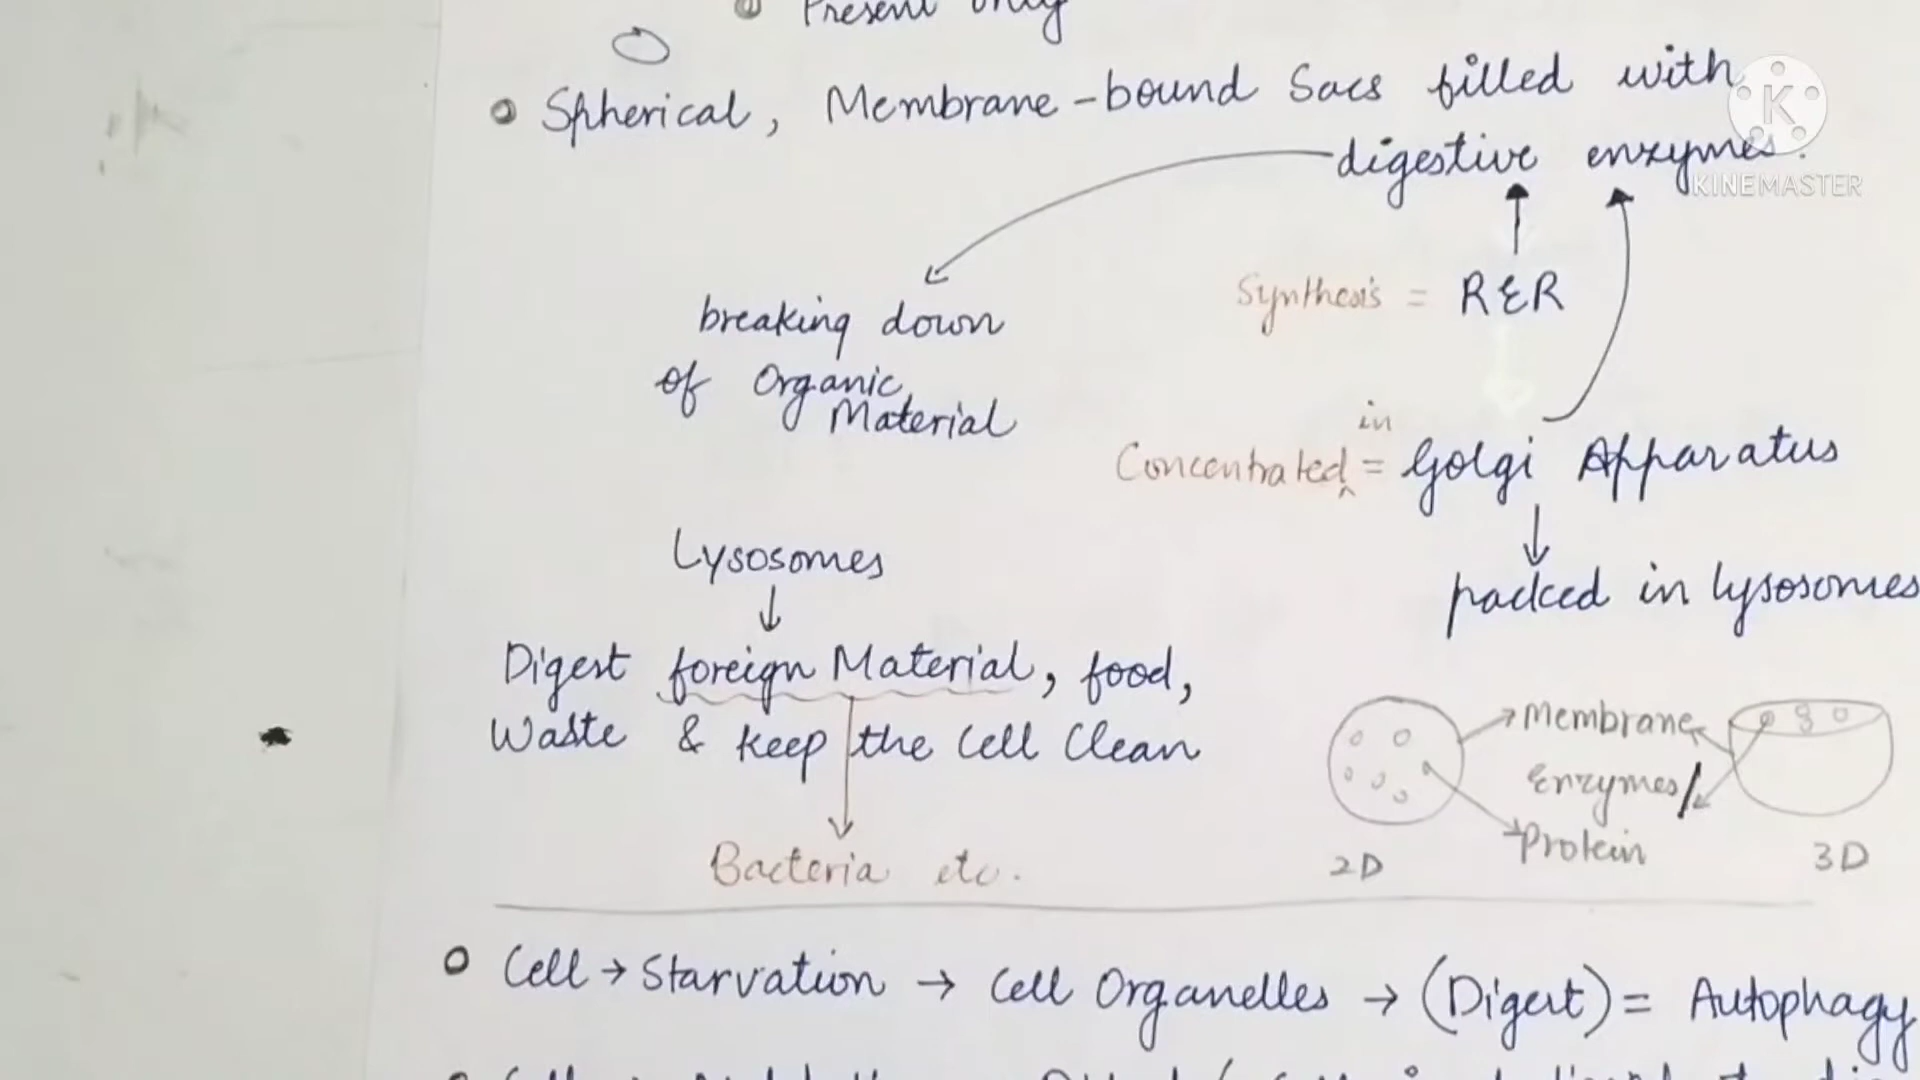 Present only
Spherical, Membrane-bound Sacs filled with
digestive enzymes.
K
KINEMASTER
breaking down
of Organic
Material
Synthesis = RER
in
Concentrated = Golgi Apparatus
packed in lysosomes
Lysosomes
Digest foreign Material, food,
Waste & keep the Cell Clean
Bacteria etc.
Membrane
Enzymes/
Protein
2D
3D
Cell → Starvation → Cell Organelles → (Digest) = Autophagy